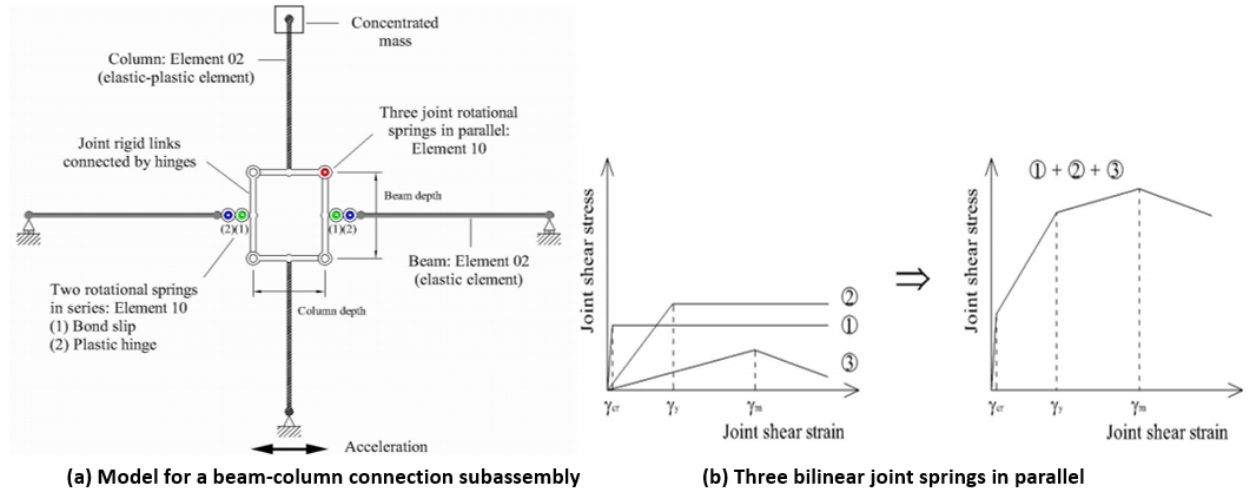 Concentrated
mass
Column: Element 02
(elastic-plastic element)
Three joint rotational
springs in parallel:
Element 10
Joint rigid links
connected by hinges
Beam depth
(2)(1)
(1)(2)
Beam: Element 02
(elastic element)
Two rotational springs
in series: Element 10
(1) Bond slip
(2) Plastic hinge
Column depth
Acceleration
(a) Model for a beam-column connection subassembly
Joint shear stress
②
①
③
γcr
γy
γm
Joint shear strain
⇒
Joint shear stress
① + ② + ③
γcr
γy
γm
Joint shear strain
(b) Three bilinear joint springs in parallel